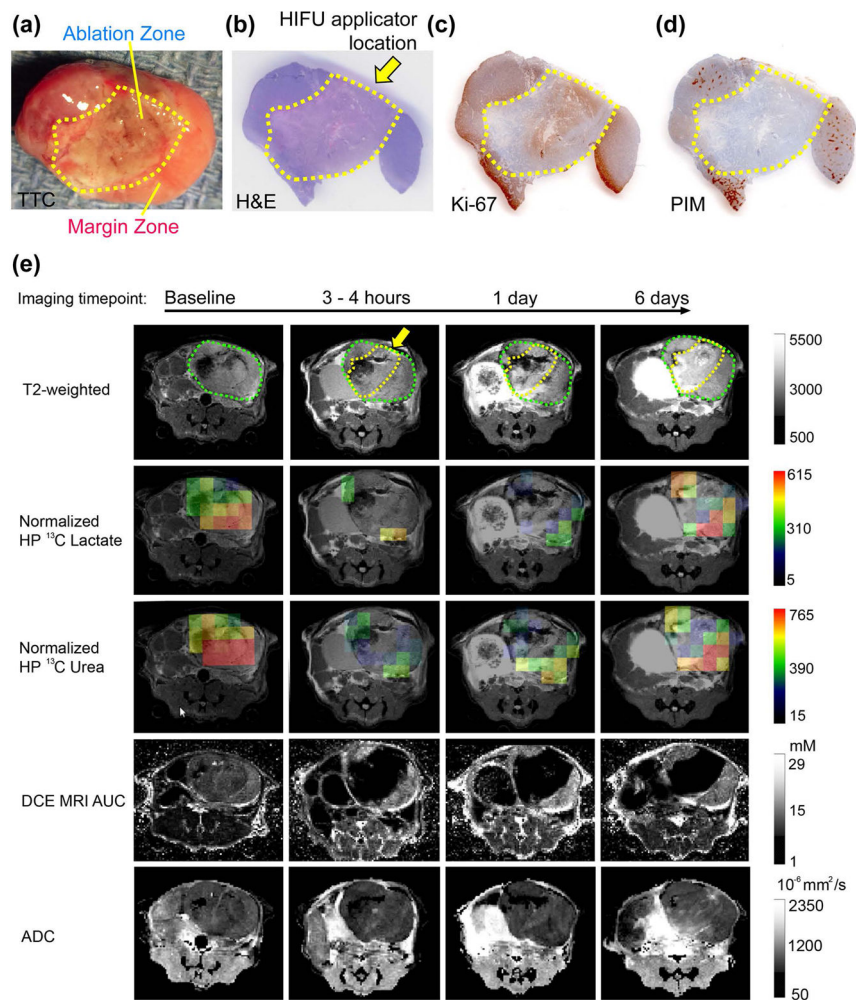 (a)
Ablation Zone
TTC
Margin Zone
(b)
HIFU applicator
location
H&E
(c)
Ki-67
(d)
PIM
(e)
Imaging timepoint: Baseline 3 - 4 hours 1 day 6 days
T2-weighted
5500
3000
500
Normalized
HP ¹³C Lactate
615
310
5
Normalized
HP ¹³C Urea
765
390
15
DCE MRI AUC
mM
29
15
1
ADC
10⁻⁶ mm²/s
2350
1200
50